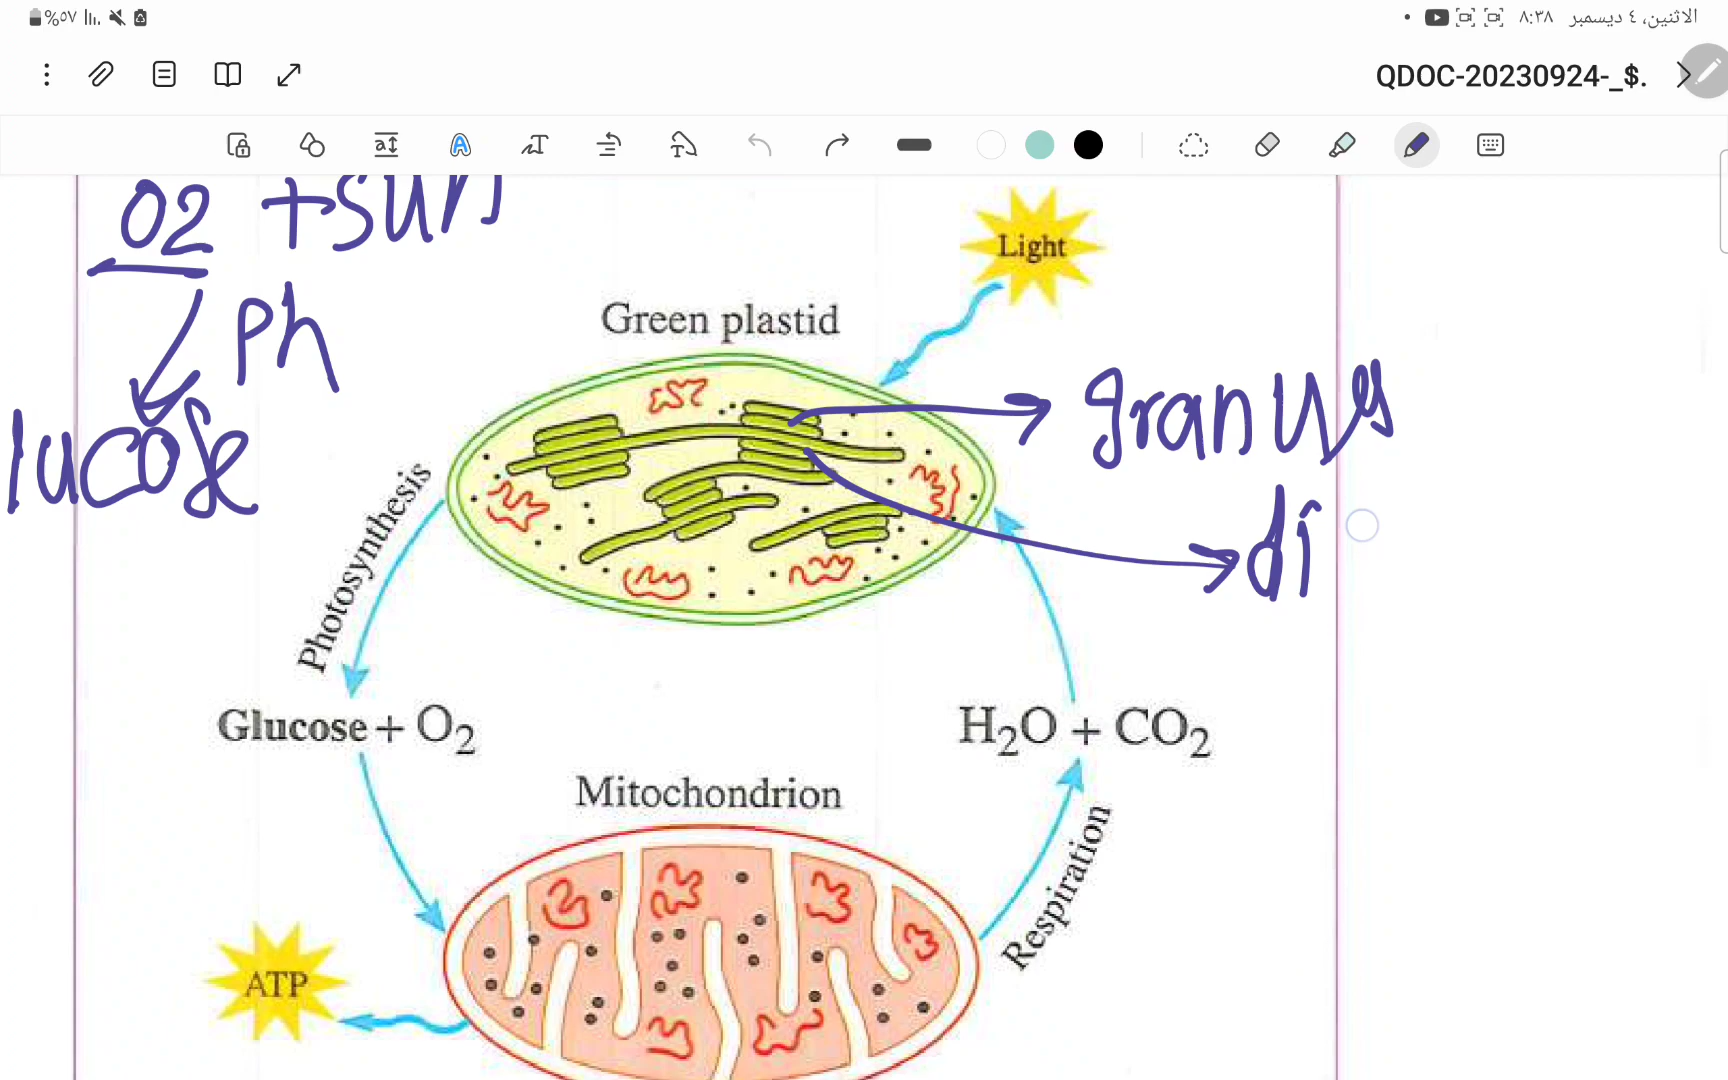 %٥٧
الاثنين، ٤ ديسمبر ٨:٣٨
QDOC-20230924-_$.
O2 +sun
Light
Ph
Green plastid
granules
lucose
di
Photosynthesis
Glucose + O2
H2O + CO2
Mitochondrion
Respiration
ATP